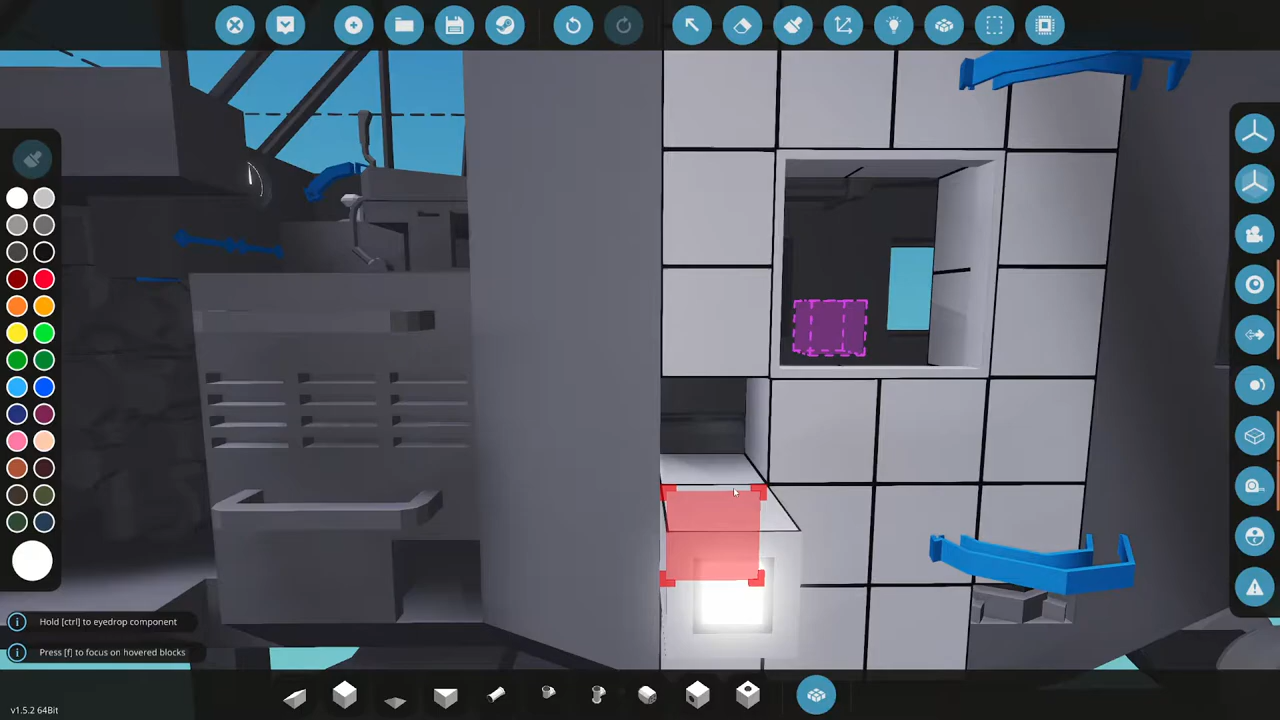 Hold [ctrl] to eyedrop component
Press [f] to focus on hovered blocks
v1.5.2 64Bit